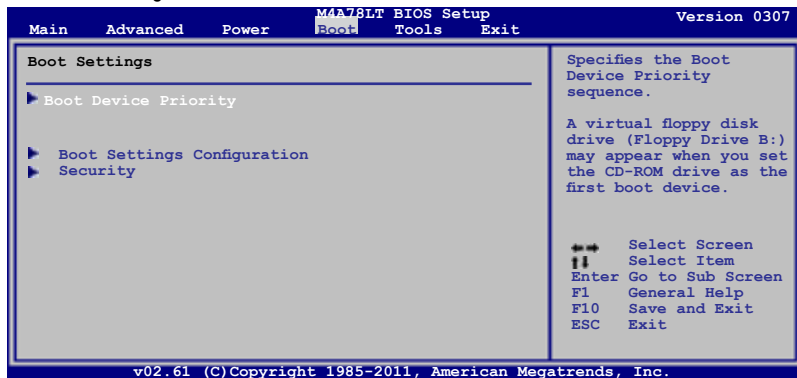 M4A78LT BIOS Setup Version 0307
Main Advanced Power Boot Tools Exit
Boot Settings
Boot Device Priority
Boot Settings Configuration
Security
Specifies the Boot
Device Priority
sequence.
A virtual floppy disk
drive (Floppy Drive B:)
may appear when you set
the CD-ROM drive as the
first boot device.
Select Screen
Select Item
Enter Go to Sub Screen
F1 General Help
F10 Save and Exit
ESC Exit
v02.61 (C)Copyright 1985-2011, American Megatrends, Inc.